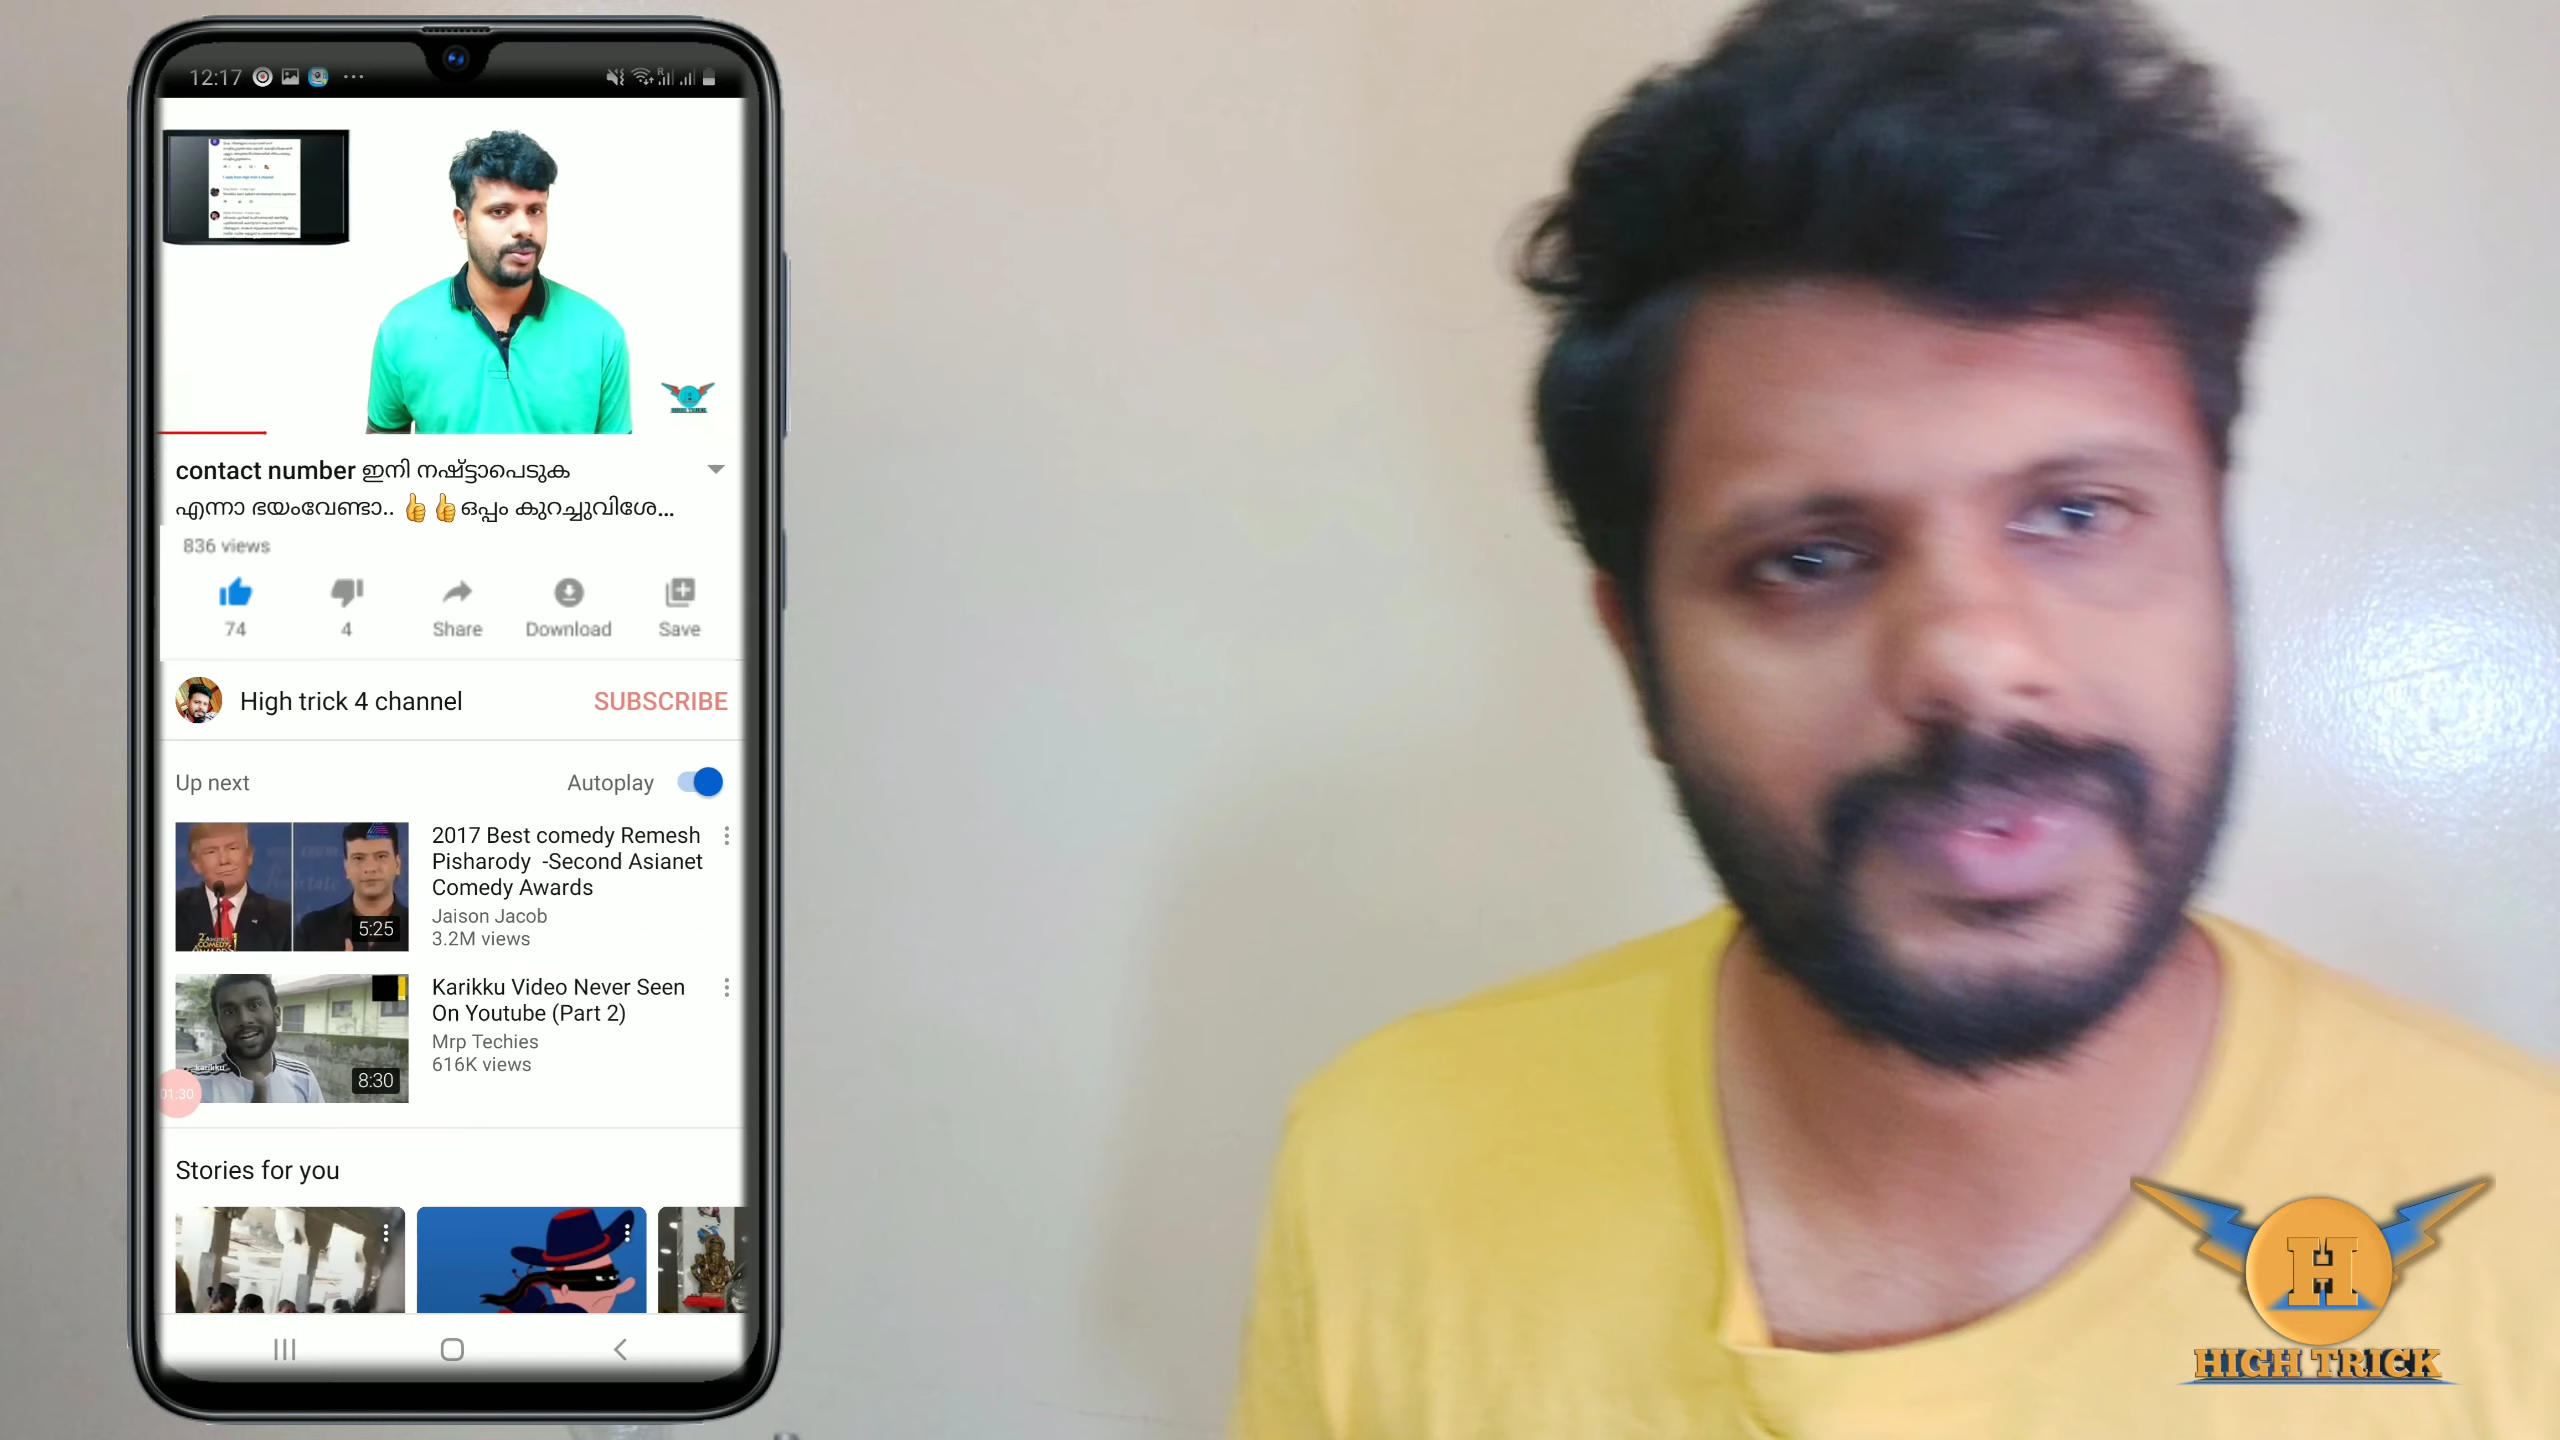 12:17
contact number ഇനി നഷ്ട്ടാപെടുക
എന്നാ ഭയംവേണ്ടാ.. 👍👍ഒപ്പം കുറച്ചുവിശേ...
836 views
74
4
Share
Download
Save
High trick 4 channel
SUBSCRIBE
Up next
Autoplay
2017 Best comedy Remesh
Pisharody -Second Asianet
Comedy Awards
Jaison Jacob
3.2M views
5:25
Karikku Video Never Seen
On Youtube (Part 2)
Mrp Techies
616K views
karikku
8:30
01:30
Stories for you
H
HIGH TRICK